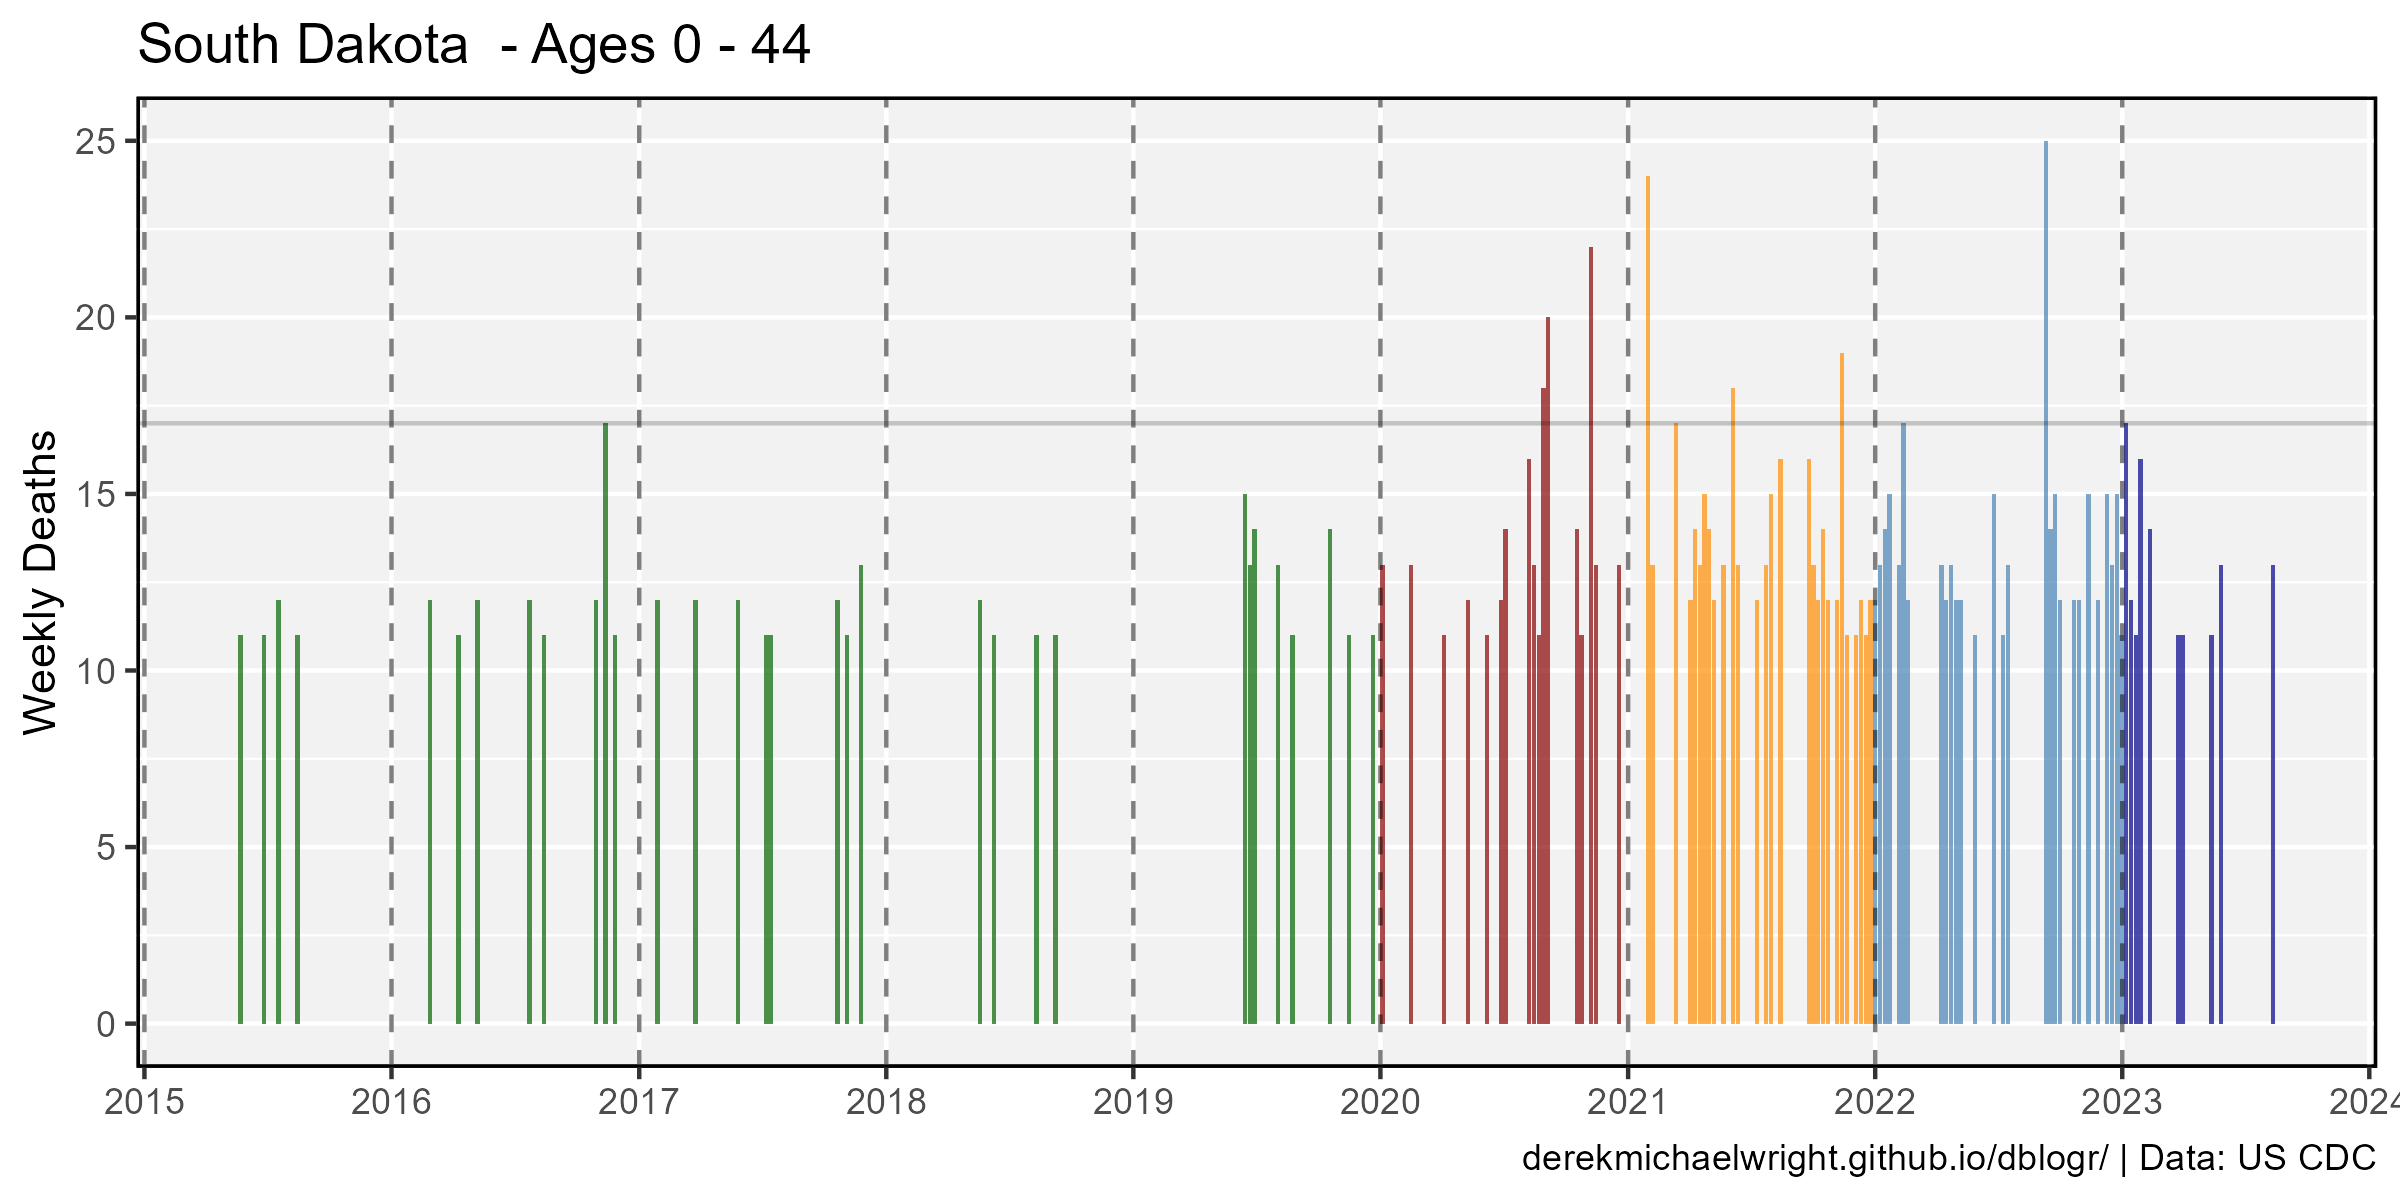 South Dakota  - Ages 0 - 44
Weekly Deaths
25
20
15
10
5
0
2015 2016 2017 2018 2019 2020 2021 2022 2023 2024
derekmichaelwright.github.io/dblogr/ | Data: US CDC